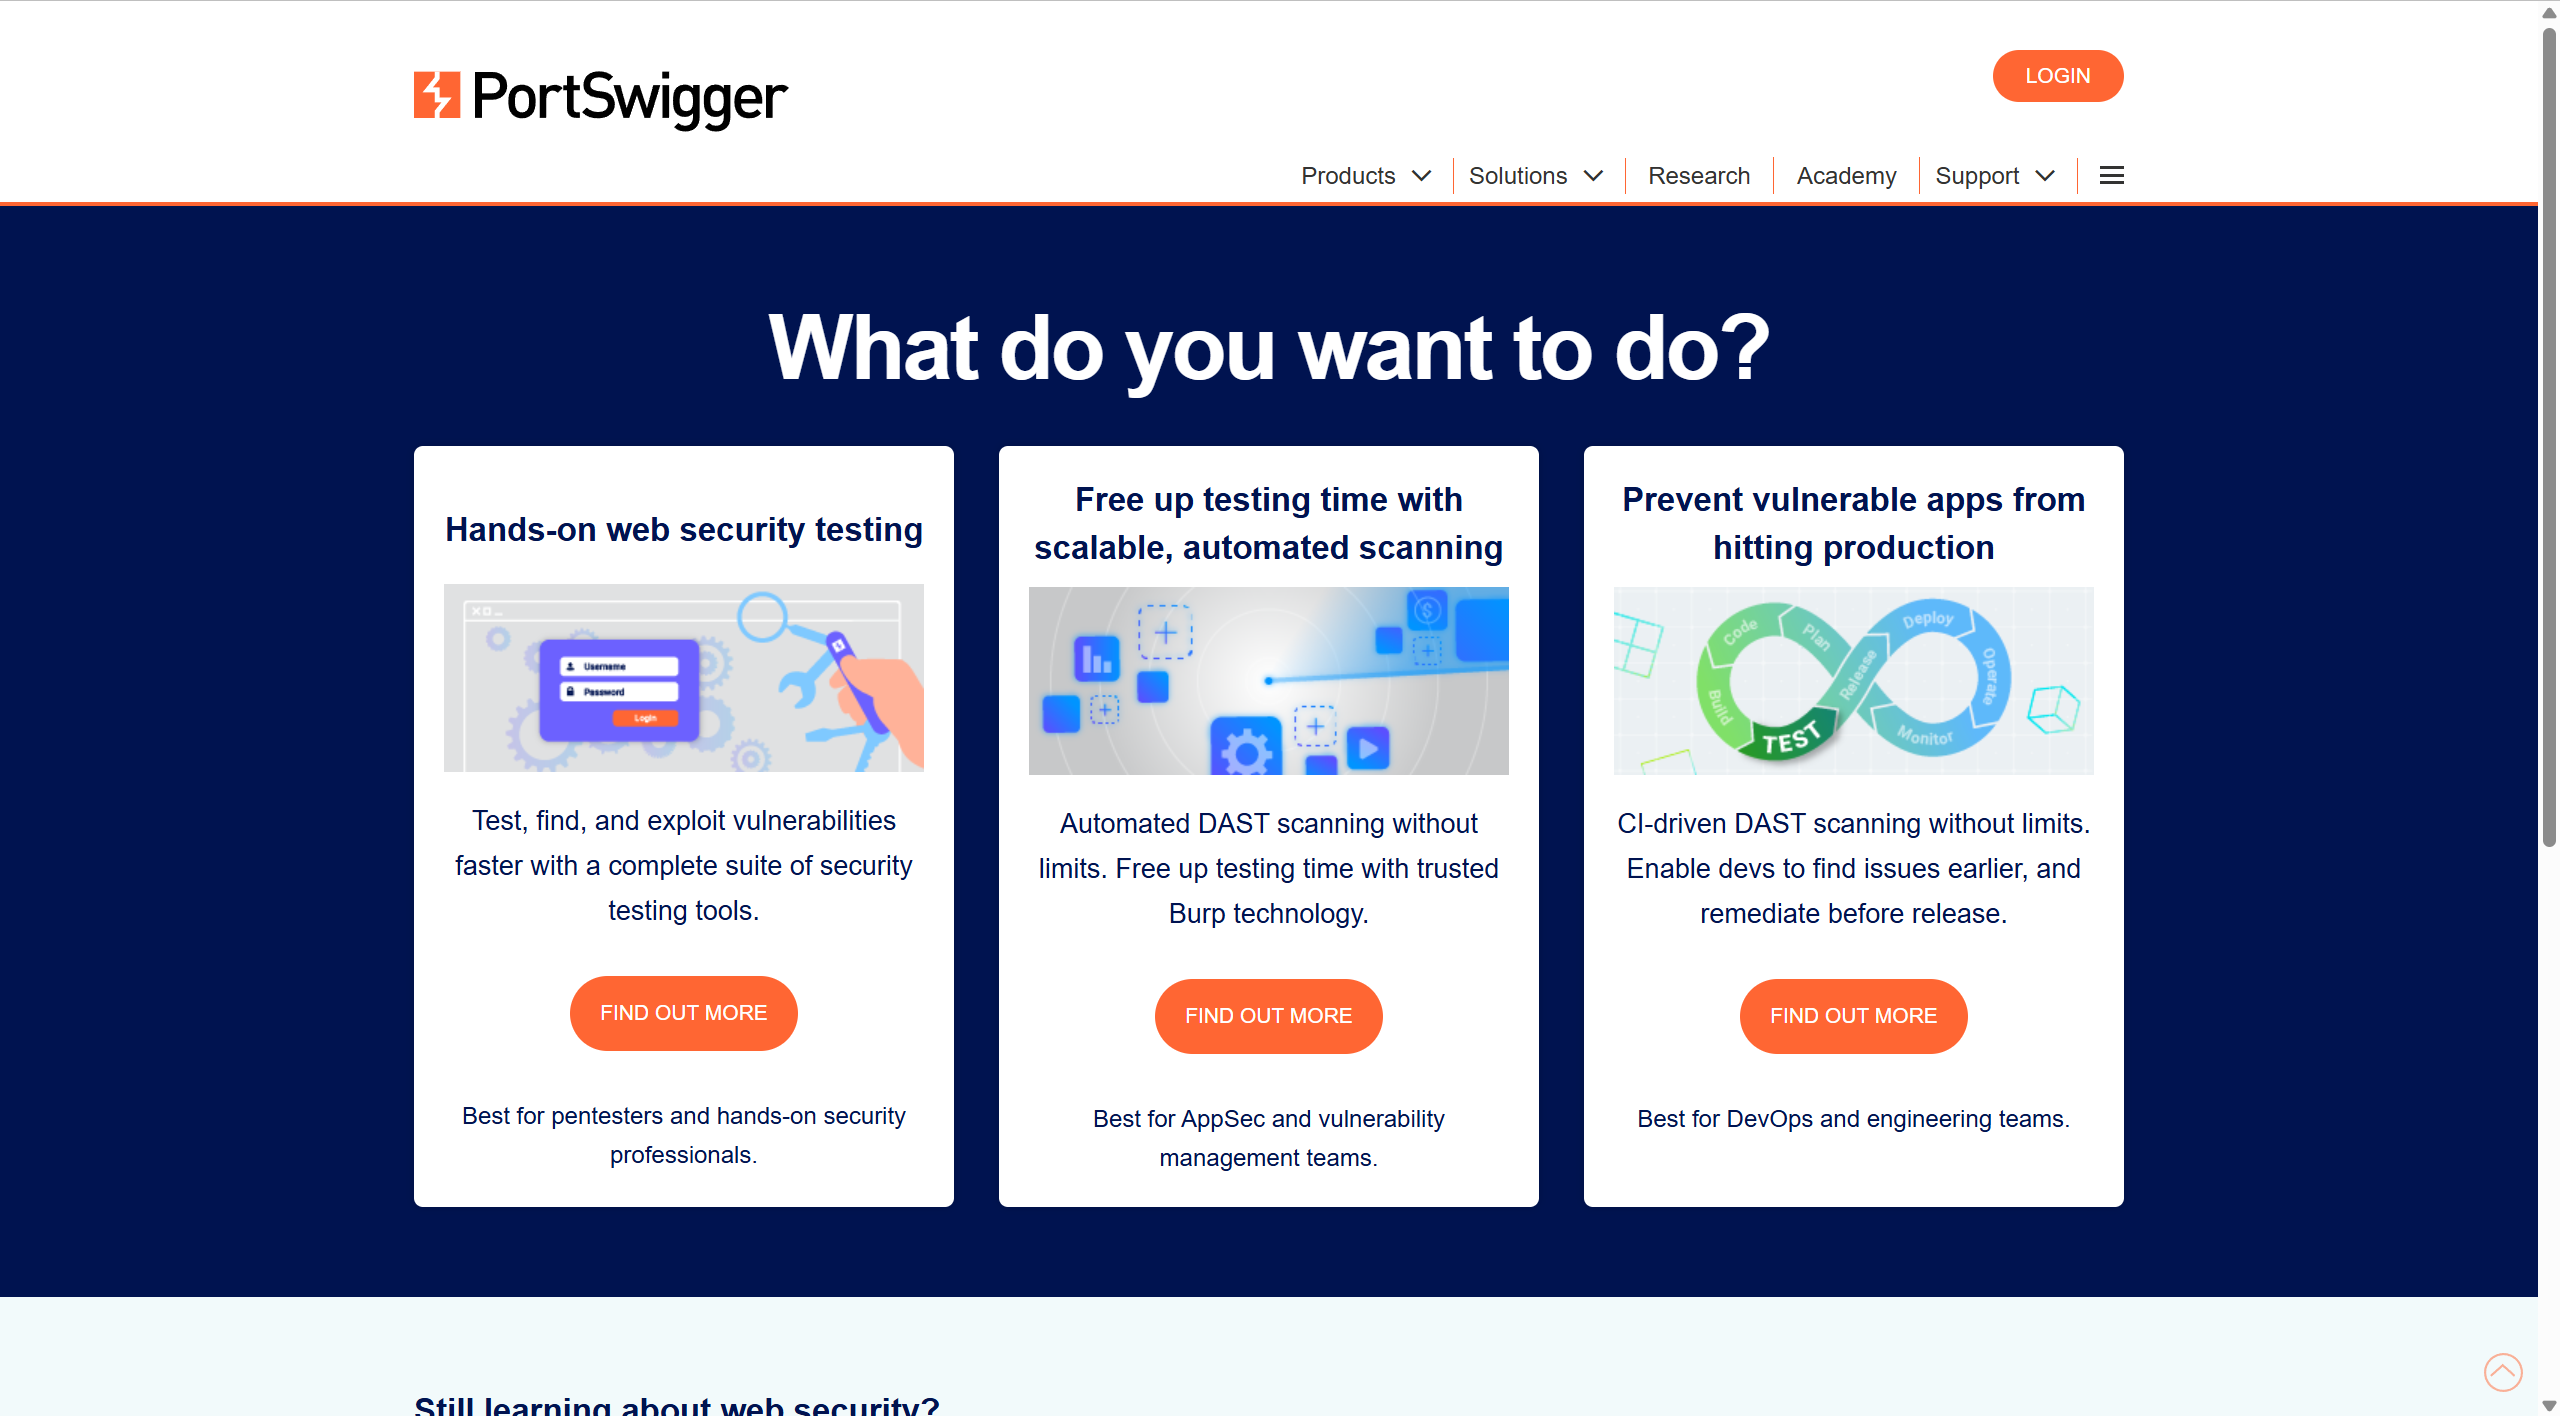 PortSwigger
LOGIN
Products
Solutions
Research
Academy
Support
What do you want to do?
Hands-on web security testing
Username
Password
Login
Test, find, and exploit vulnerabilities
faster with a complete suite of security
testing tools.
FIND OUT MORE
Best for pentesters and hands-on security
professionals.
Free up testing time with
scalable, automated scanning
Automated DAST scanning without
limits. Free up testing time with trusted
Burp technology.
FIND OUT MORE
Best for AppSec and vulnerability
management teams.
Prevent vulnerable apps from
hitting production
Code
Plan
Deploy
Operate
Release
Build
TEST
Monitor
CI-driven DAST scanning without limits.
Enable devs to find issues earlier, and
remediate before release.
FIND OUT MORE
Best for DevOps and engineering teams.
Still learning about web security?